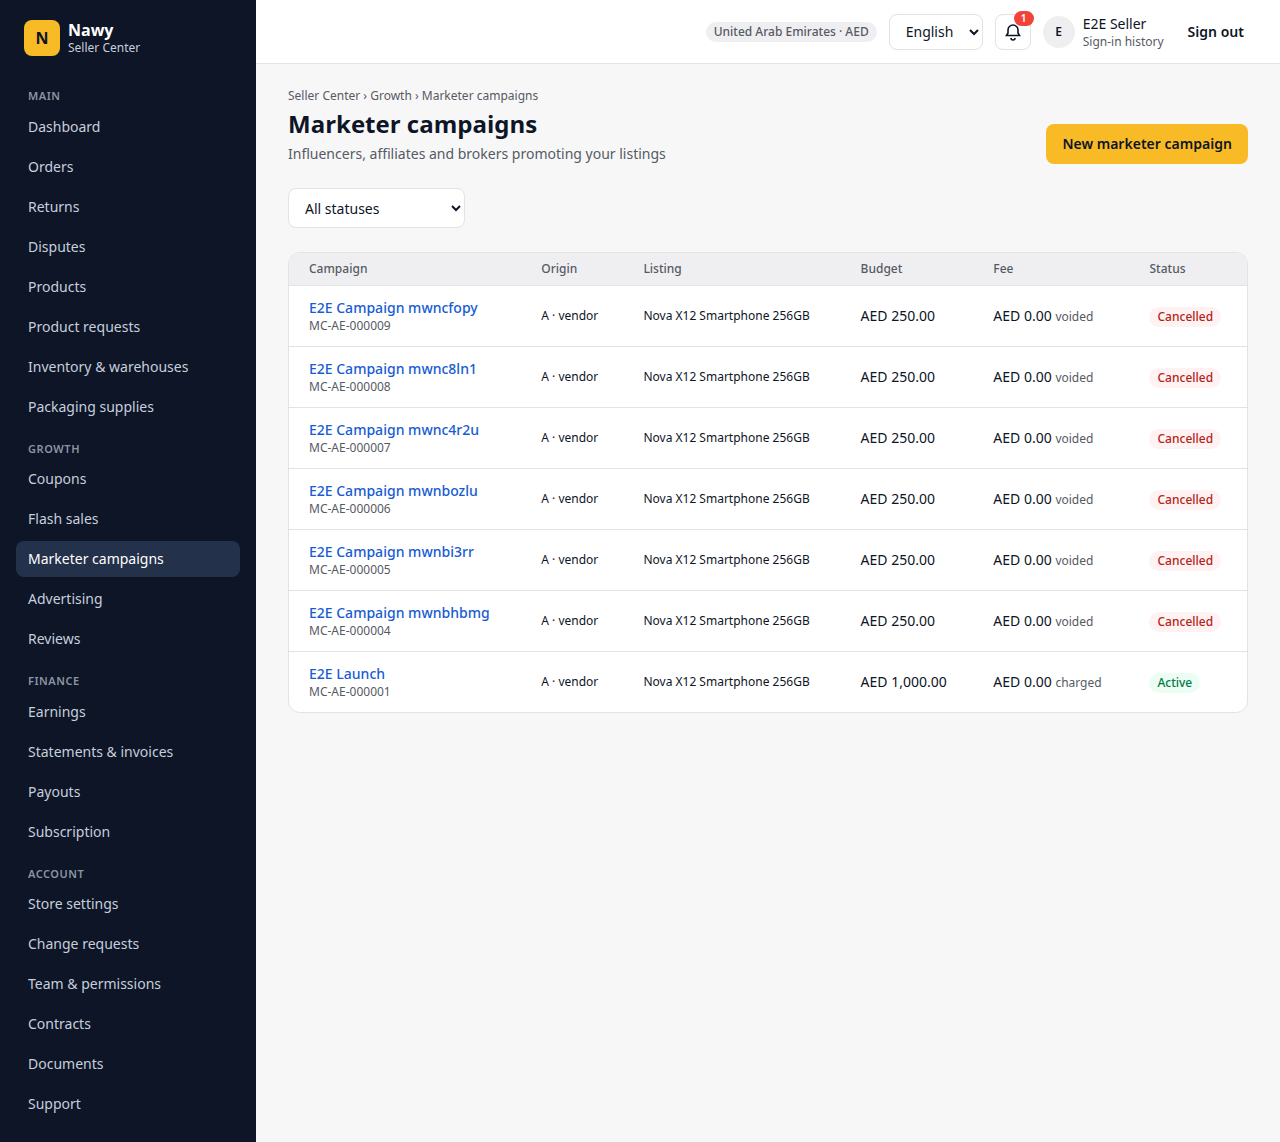 N
Nawy
Seller Center
MAIN
Dashboard
Orders
Returns
Disputes
Products
Product requests
Inventory & warehouses
Packaging supplies
GROWTH
Coupons
Flash sales
Marketer campaigns
Advertising
Reviews
FINANCE
Earnings
Statements & invoices
Payouts
Subscription
ACCOUNT
Store settings
Change requests
Team & permissions
Contracts
Documents
Support
United Arab Emirates · AED
English
1
E
E2E Seller
Sign-in history
Sign out
Seller Center › Growth › Marketer campaigns
Marketer campaigns
Influencers, affiliates and brokers promoting your listings
New marketer campaign
All statuses
Campaign Origin Listing Budget Fee Status
E2E Campaign mwncfopy
MC-AE-000009
A · vendor Nova X12 Smartphone 256GB AED 250.00 AED 0.00 voided Cancelled
E2E Campaign mwnc8ln1
MC-AE-000008
A · vendor Nova X12 Smartphone 256GB AED 250.00 AED 0.00 voided Cancelled
E2E Campaign mwnc4r2u
MC-AE-000007
A · vendor Nova X12 Smartphone 256GB AED 250.00 AED 0.00 voided Cancelled
E2E Campaign mwnbozlu
MC-AE-000006
A · vendor Nova X12 Smartphone 256GB AED 250.00 AED 0.00 voided Cancelled
E2E Campaign mwnbi3rr
MC-AE-000005
A · vendor Nova X12 Smartphone 256GB AED 250.00 AED 0.00 voided Cancelled
E2E Campaign mwnbhbmg
MC-AE-000004
A · vendor Nova X12 Smartphone 256GB AED 250.00 AED 0.00 voided Cancelled
E2E Launch
MC-AE-000001
A · vendor Nova X12 Smartphone 256GB AED 1,000.00 AED 0.00 charged Active